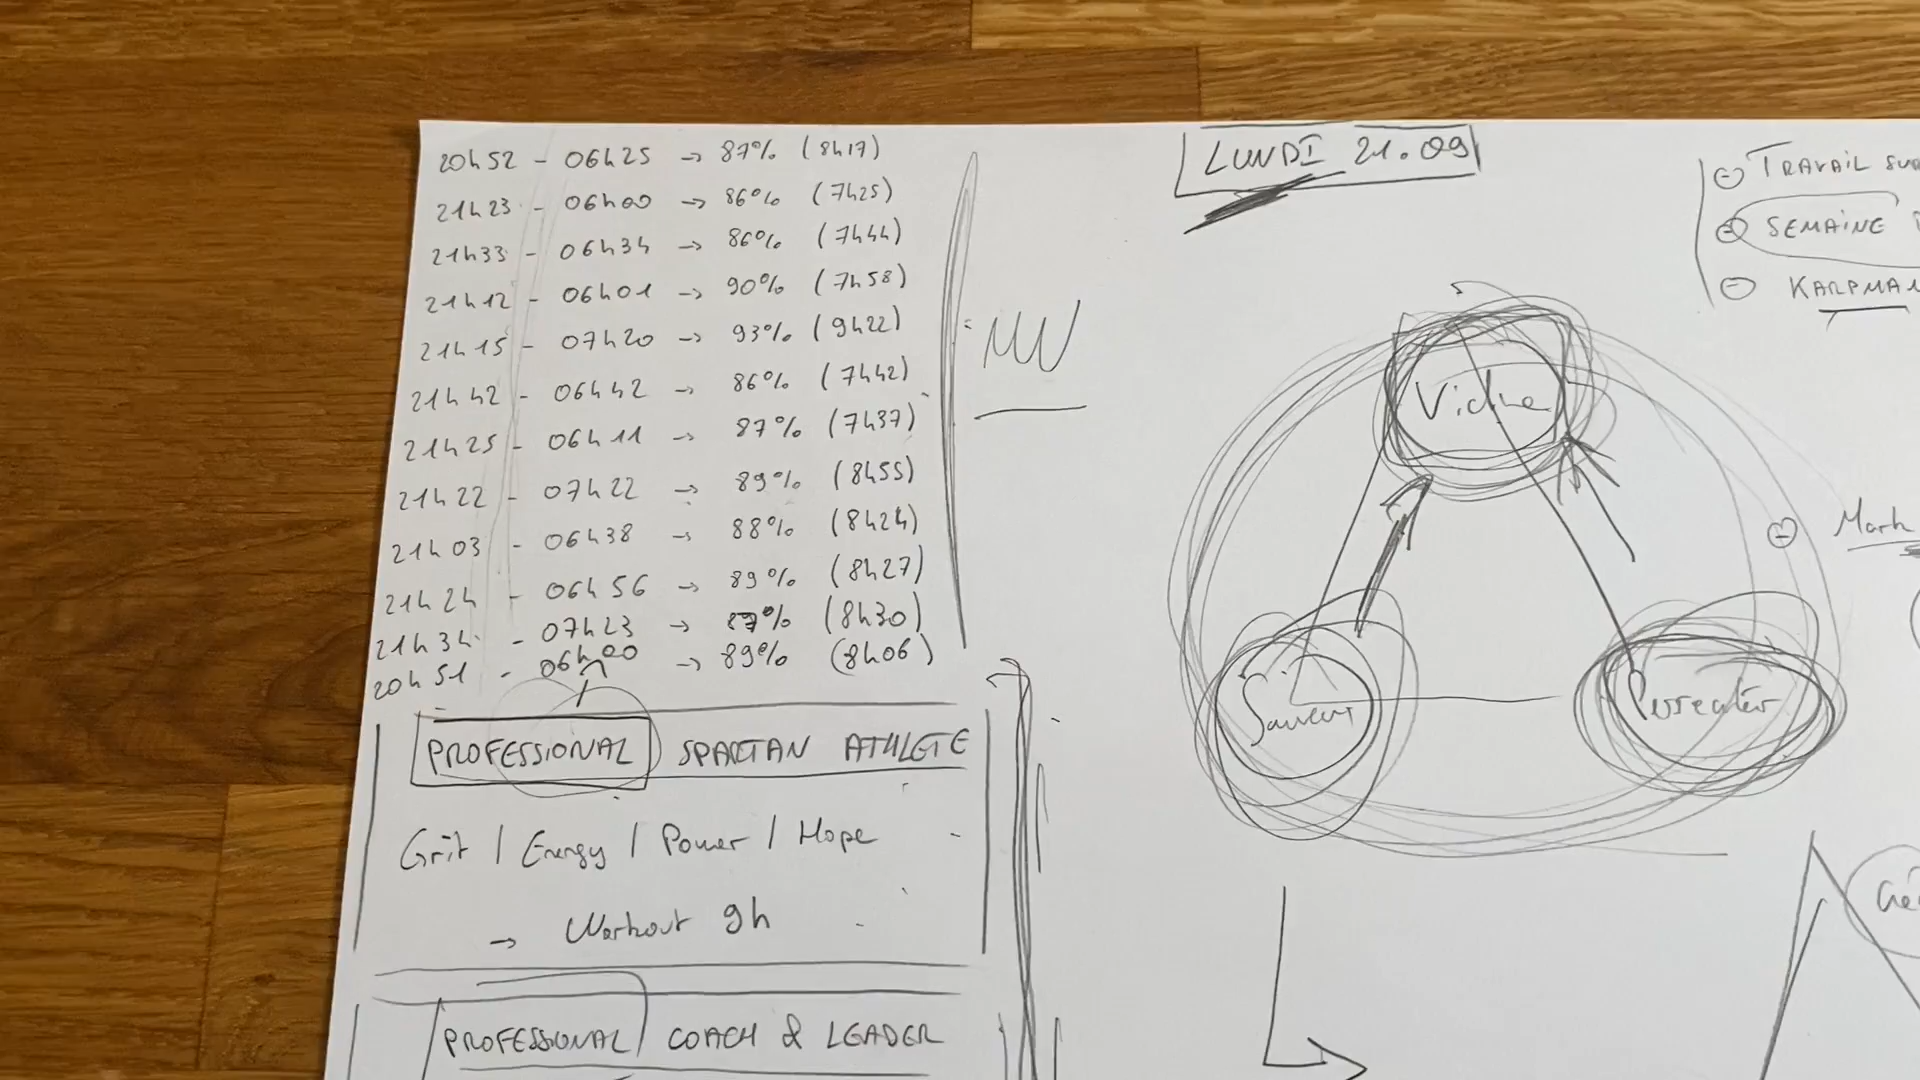 20h52 - 06h25 → 87% (8h17)
21h23 - 06h00 → 86% (7h25)
21h33 - 06h34 → 86% (7h44)
21h12 - 06h01 → 90% (7h58)
21h15 - 07h20 → 93% (9h22)
21h42 - 06h42 → 86% (7h42)
21h25 - 06h11 → 87% (7h37)
21h22 - 07h22 → 89% (8h55)
21h03 - 06h38 → 88% (8h24)
21h24 - 06h56 → 89% (8h27)
21h34 - 07h23 → 87% (8h30)
20h51 - 06h00 → 89% (8h06)
PROFESSIONAL SPARTAN ATHLETE
Grit / Energy / Power / Hope
→ Workout 9h
PROFESSIONAL COACH & LEADER
LUNDI 21.09
TRAVAIL
SEMAINE
KARPMAN
Victime
Sauveur
Persécuter
Mark